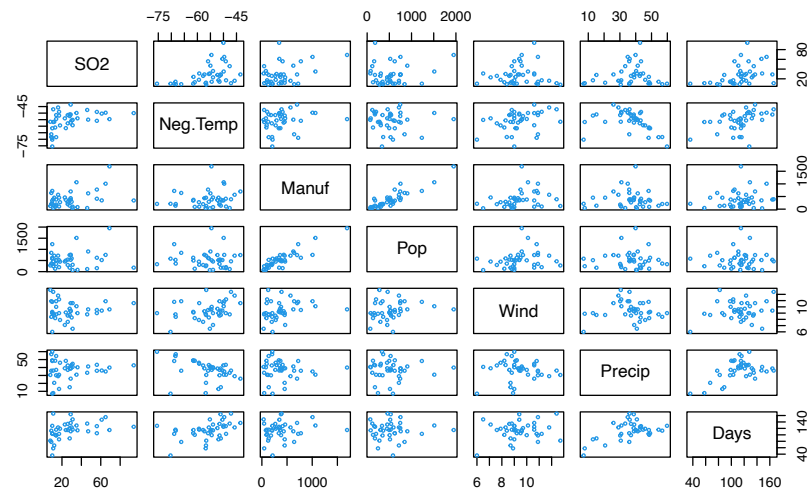 −75 −60 −45 0 1000 2000 10 30 50
SO2 20 80
−75 −45 Neg.Temp
Manuf 0 1500
0 1500 Pop
Wind 6 10
10 50 Precip
Days 40 140
20 60 0 1000 6 8 10 40 80 120 160